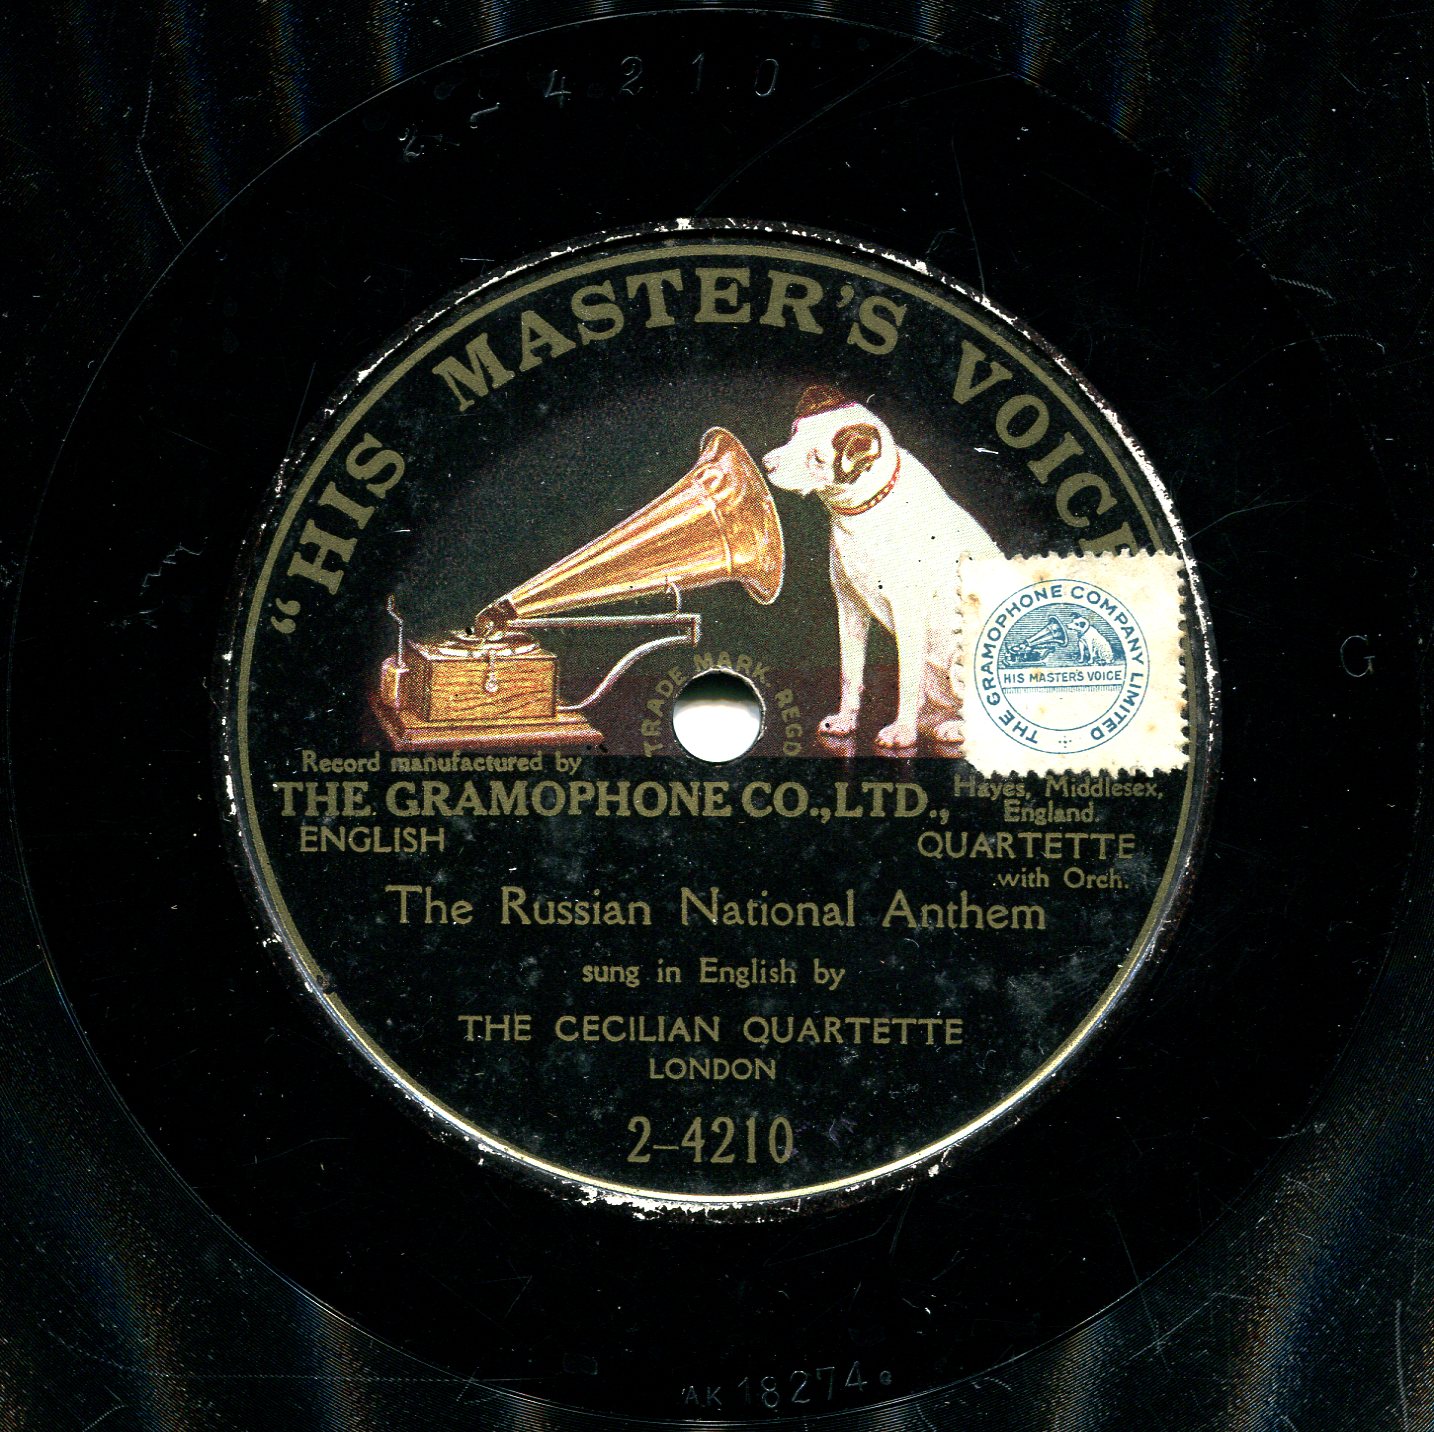 2-4210
"HIS MASTER'S VOICE
TRADE MARK. REGD
THE GRAMOPHONE COMPANY LIMITED
HIS MASTER'S VOICE
Record manufactured by
THE GRAMOPHONE CO., LTD.,
Hayes, Middlesex,
England.
ENGLISH
QUARTETTE
with Orch.
The Russian National Anthem
sung in English by
THE CECILIAN QUARTETTE
LONDON
2-4210
G
AK 18274 e